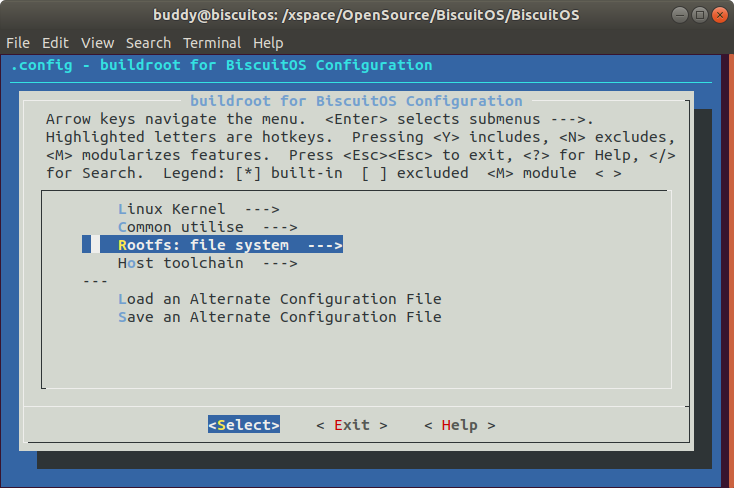 buddy@biscuitos: /xspace/OpenSource/BiscuitOS/BiscuitOS
File Edit View Search Terminal Help
.config - buildroot for BiscuitOS Configuration
buildroot for BiscuitOS Configuration
Arrow keys navigate the menu. <Enter> selects submenus --->.
Highlighted letters are hotkeys. Pressing <Y> includes, <N> excludes,
<M> modularizes features. Press <Esc><Esc> to exit, <?> for Help, </>
for Search. Legend: [*] built-in [ ] excluded <M> module < >
Linux Kernel --->
Common utilise --->
Rootfs: file system --->
Host toolchain --->
---
Load an Alternate Configuration File
Save an Alternate Configuration File
<Select> < Exit > < Help >